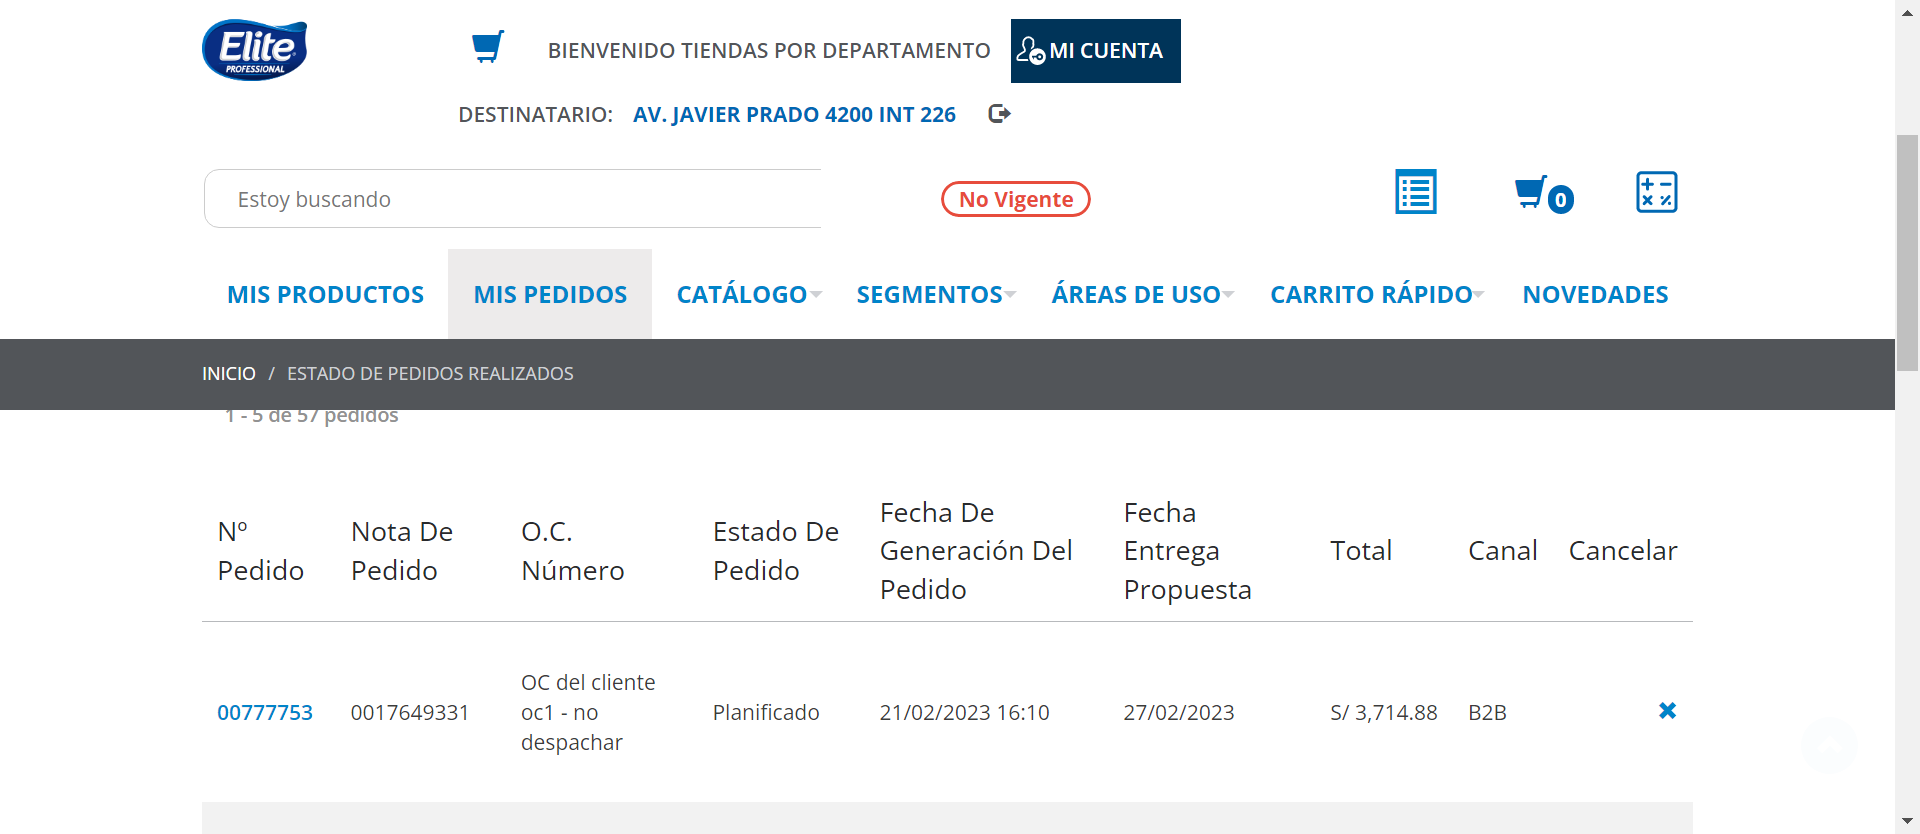 Elite
PROFESSIONAL
BIENVENIDO TIENDAS POR DEPARTAMENTO
MI CUENTA
DESTINATARIO: AV. JAVIER PRADO 4200 INT 226
Estoy buscando
No Vigente
0
MIS PRODUCTOS MIS PEDIDOS CATÁLOGO SEGMENTOS ÁREAS DE USO CARRITO RÁPIDO NOVEDADES
INICIO / ESTADO DE PEDIDOS REALIZADOS
1 - 5 de 57 pedidos
Nº
Pedido
Nota De
Pedido
O.C.
Número
Estado De
Pedido
Fecha De
Generación Del
Pedido
Fecha
Entrega
Propuesta
Total
Canal
Cancelar
00777753
0017649331
OC del cliente
oc1 - no
despachar
Planificado
21/02/2023 16:10
27/02/2023
S/ 3,714.88
B2B